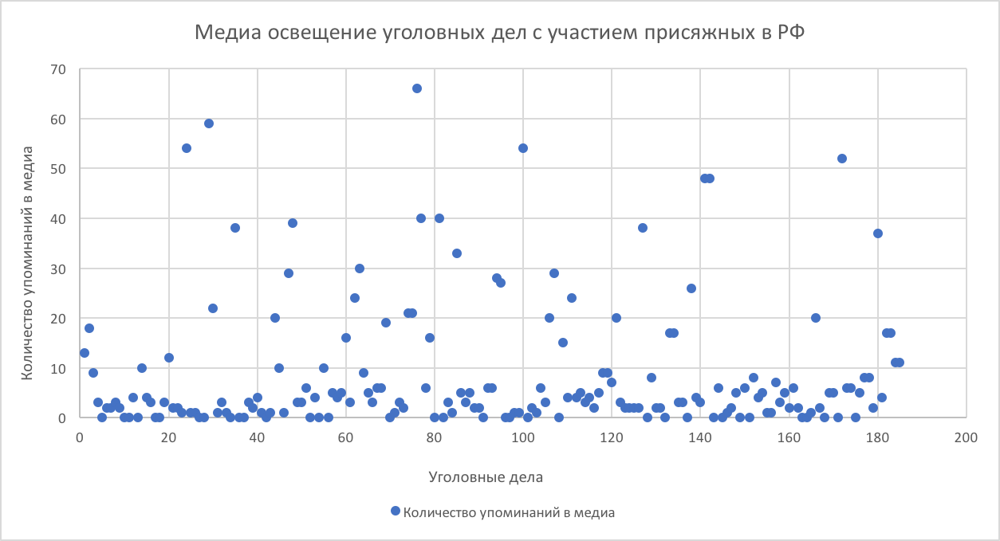 Медиа освещение уголовных дел с участием присяжных в РФ
Количество упоминаний в медиа
70
60
50
40
30
20
10
0
0 20 40 60 80 100 120 140 160 180 200
Уголовные дела
Количество упоминаний в медиа